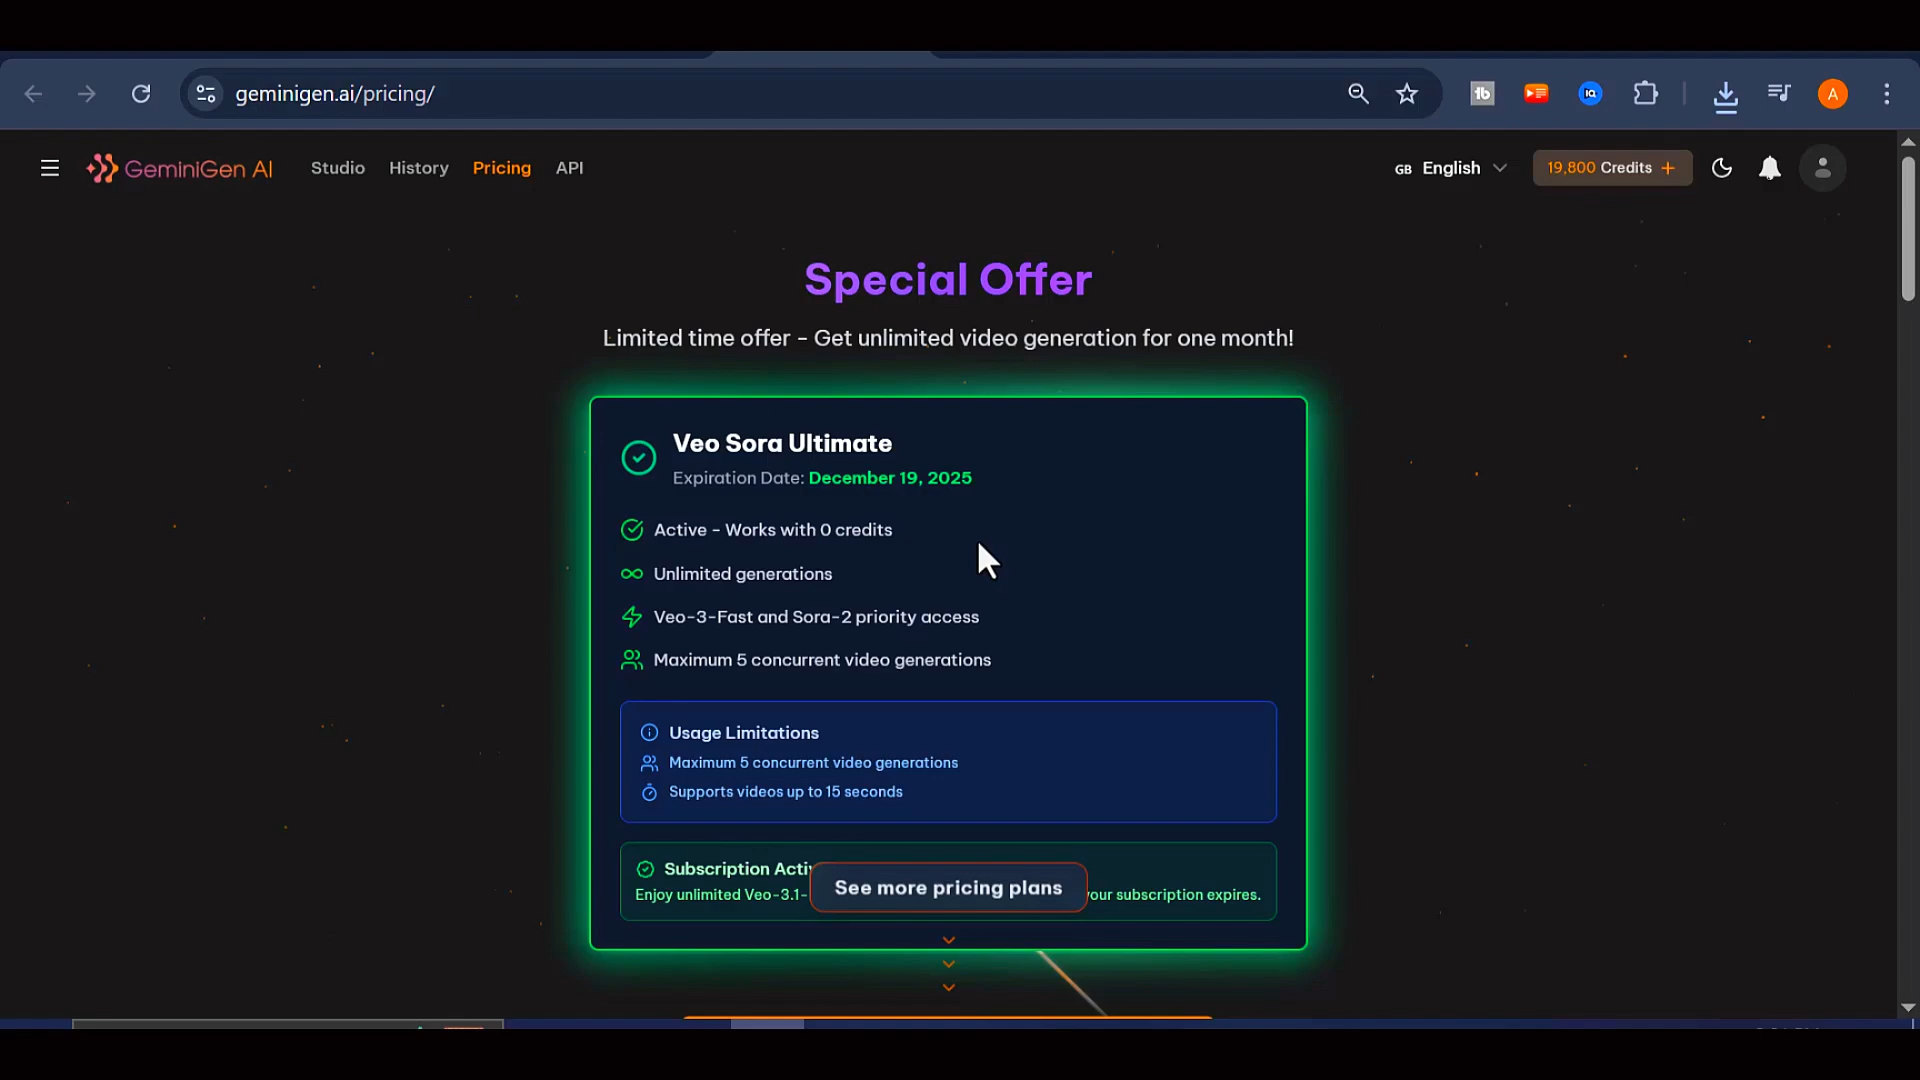 geminigen.ai/pricing/
tb
IQ
A
GeminiGen AI
Studio
History
Pricing
API
GB English
19,800 Credits +
Special Offer
Limited time offer - Get unlimited video generation for one month!
Veo Sora Ultimate
Expiration Date: December 19, 2025
Active - Works with 0 credits
Unlimited generations
Veo-3-Fast and Sora-2 priority access
Maximum 5 concurrent video generations
Usage Limitations
Maximum 5 concurrent video generations
Supports videos up to 15 seconds
Subscription
Enjoy unlimited Veo-3.1- your subscription expires.
See more pricing plans